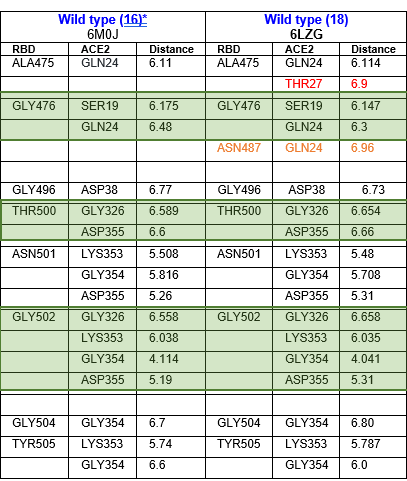 Wild type (16)* Wild type (18)
6M0J 6LZG
RBD ACE2 Distance RBD ACE2 Distance
ALA475 GLN24 6.11 ALA475 GLN24 6.114
THR27 6.9
GLY476 SER19 6.175 GLY476 SER19 6.147
GLN24 6.48 GLN24 6.3
ASN487 GLN24 6.96
GLY496 ASP38 6.77 GLY496 ASP38 6.73
THR500 GLY326 6.589 THR500 GLY326 6.654
ASP355 6.6 ASP355 6.66
ASN501 LYS353 5.508 ASN501 LYS353 5.48
GLY354 5.816 GLY354 5.708
ASP355 5.26 ASP355 5.31
GLY502 GLY326 6.558 GLY502 GLY326 6.658
LYS353 6.038 LYS353 6.035
GLY354 4.114 GLY354 4.041
ASP355 5.19 ASP355 5.31
GLY504 GLY354 6.7 GLY504 GLY354 6.80
TYR505 LYS353 5.74 TYR505 LYS353 5.787
GLY354 6.6 GLY354 6.0